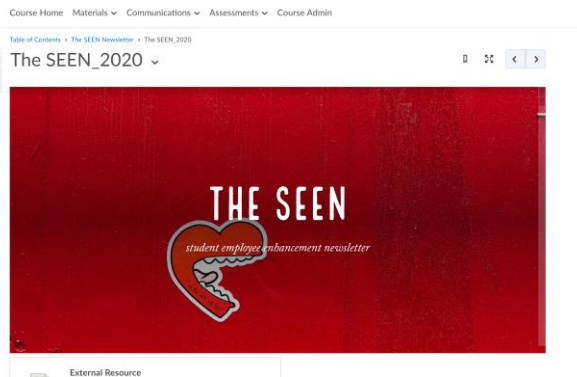 Course Home Materials Communications Assessments Course Admin
Table of Contents › The SEEN Newsletter › The SEEN_2020
The SEEN_2020
THE SEEN
student employee enhancement newsletter
External Resource